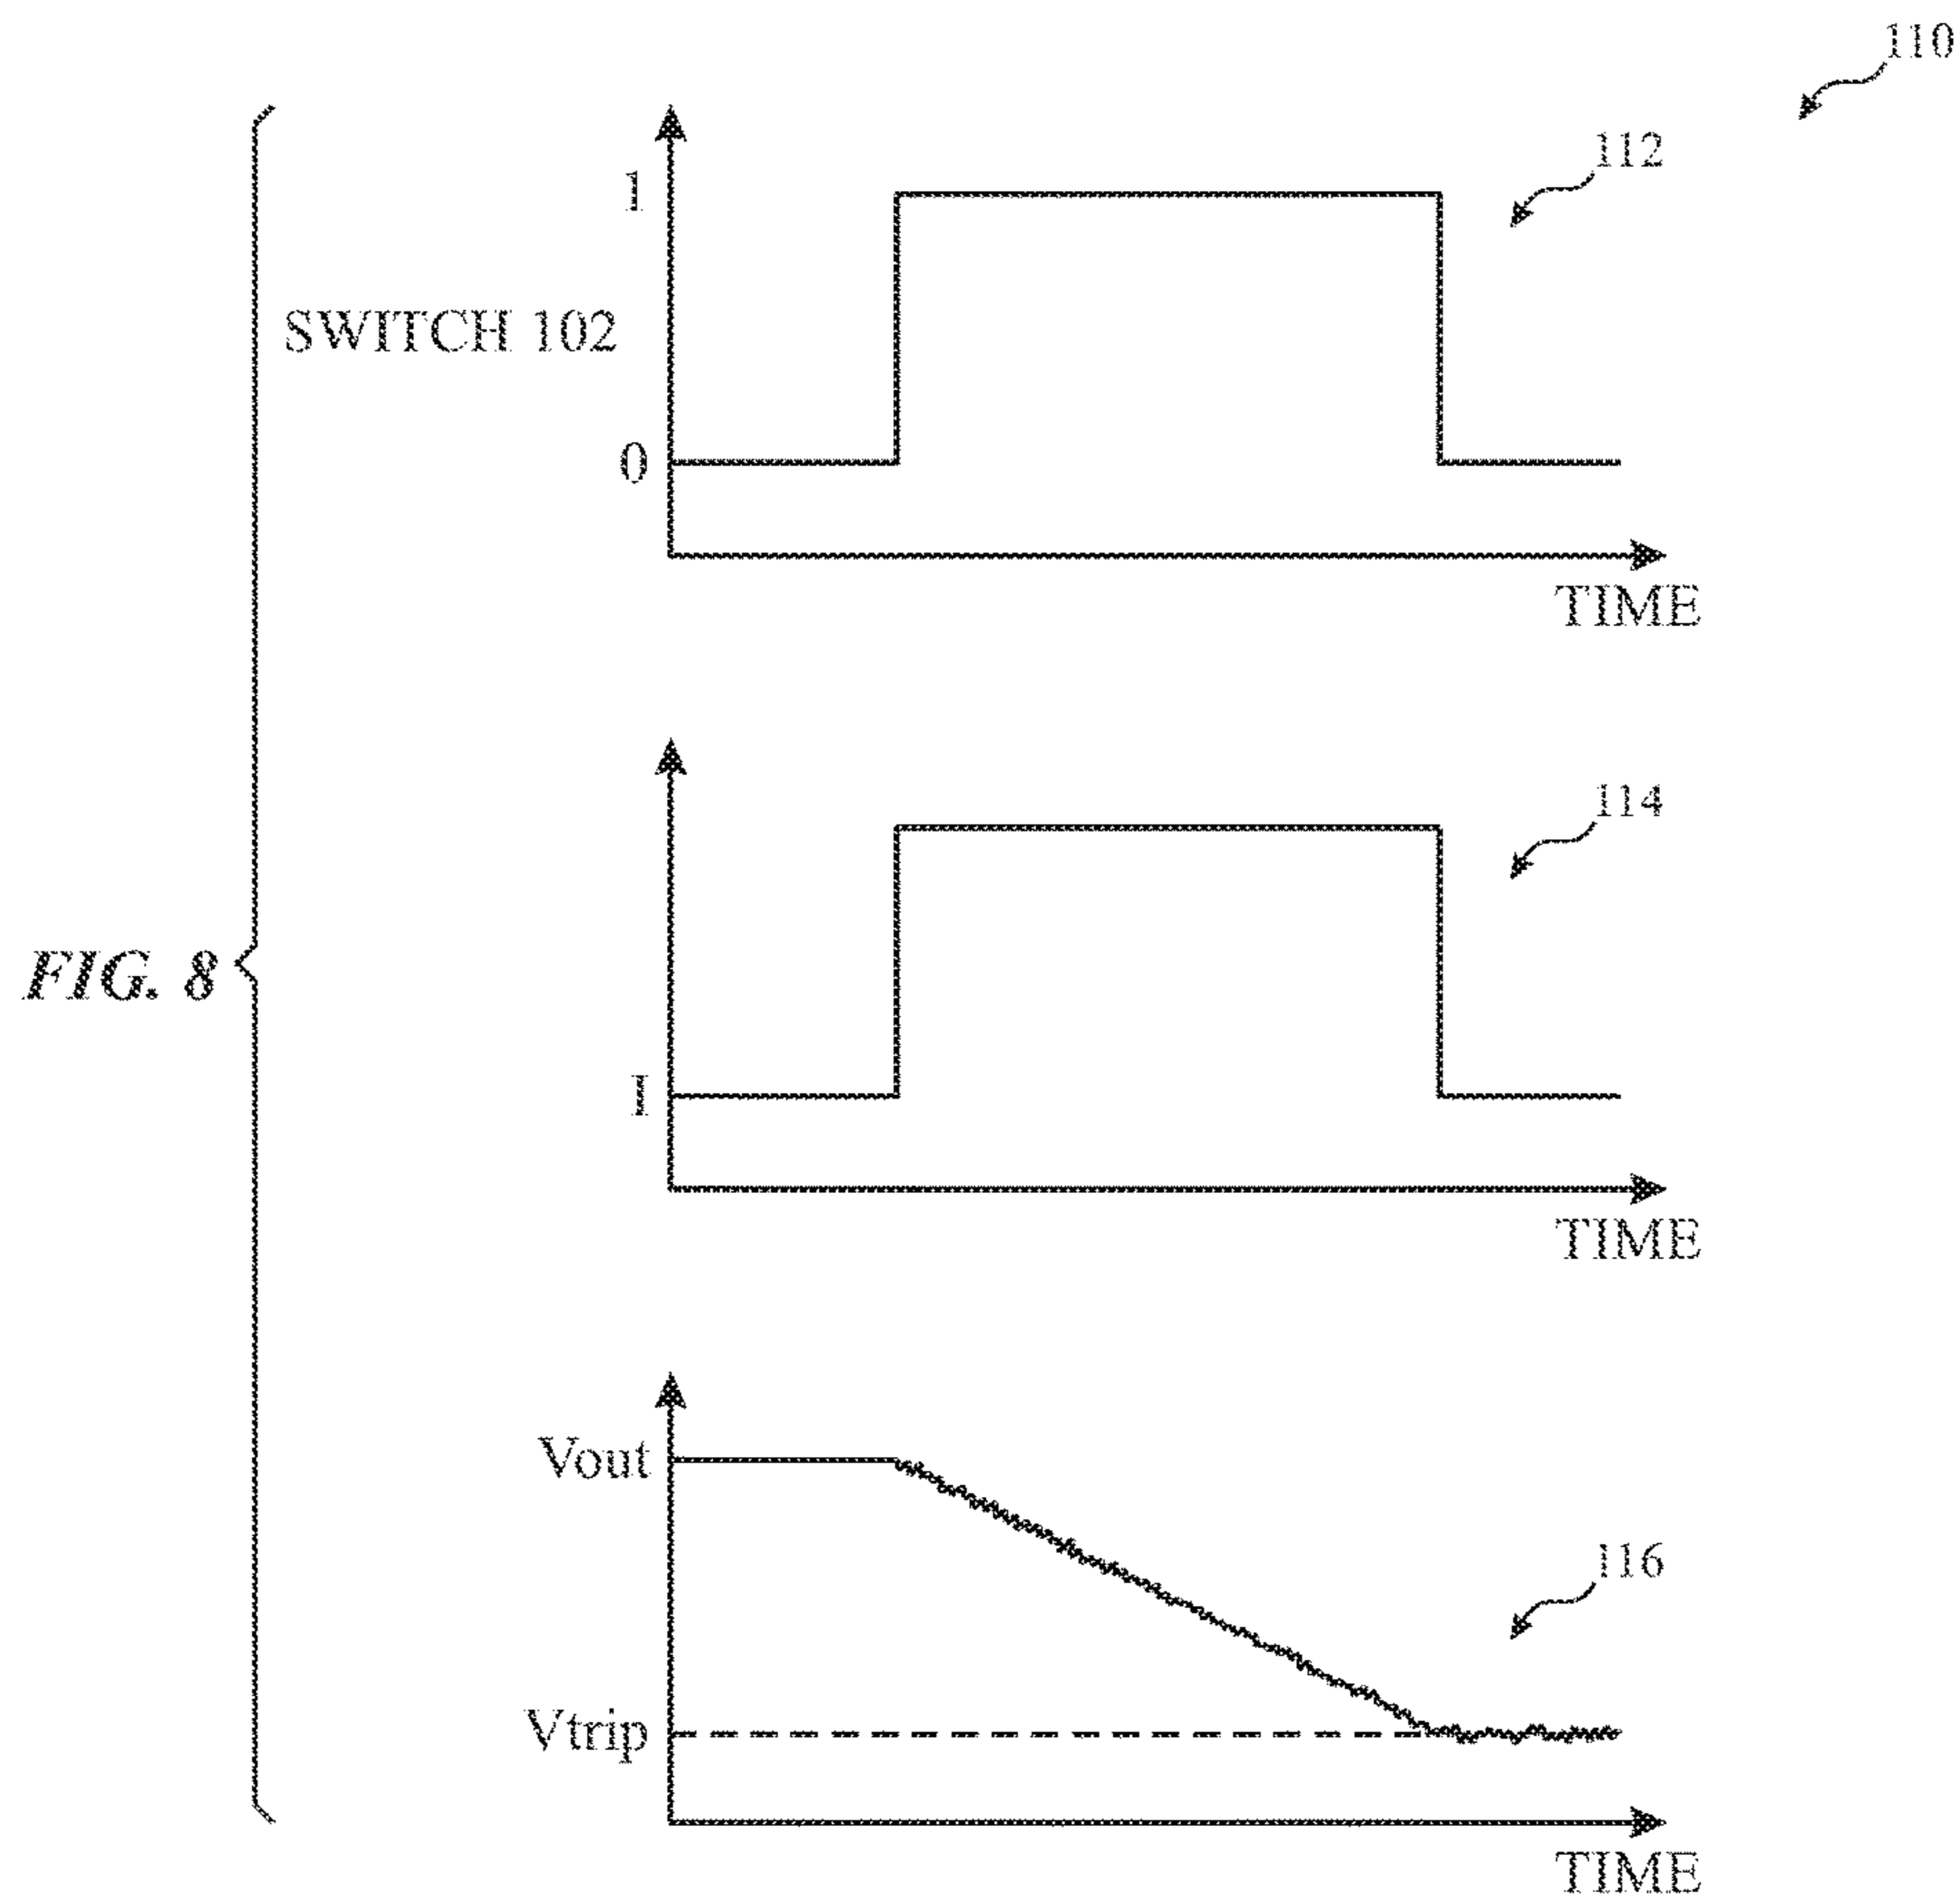 110
112
1
SWITCH 102
0
TIME
114
FIG. 8
I
TIME
Vout
116
Vtrip
TIME